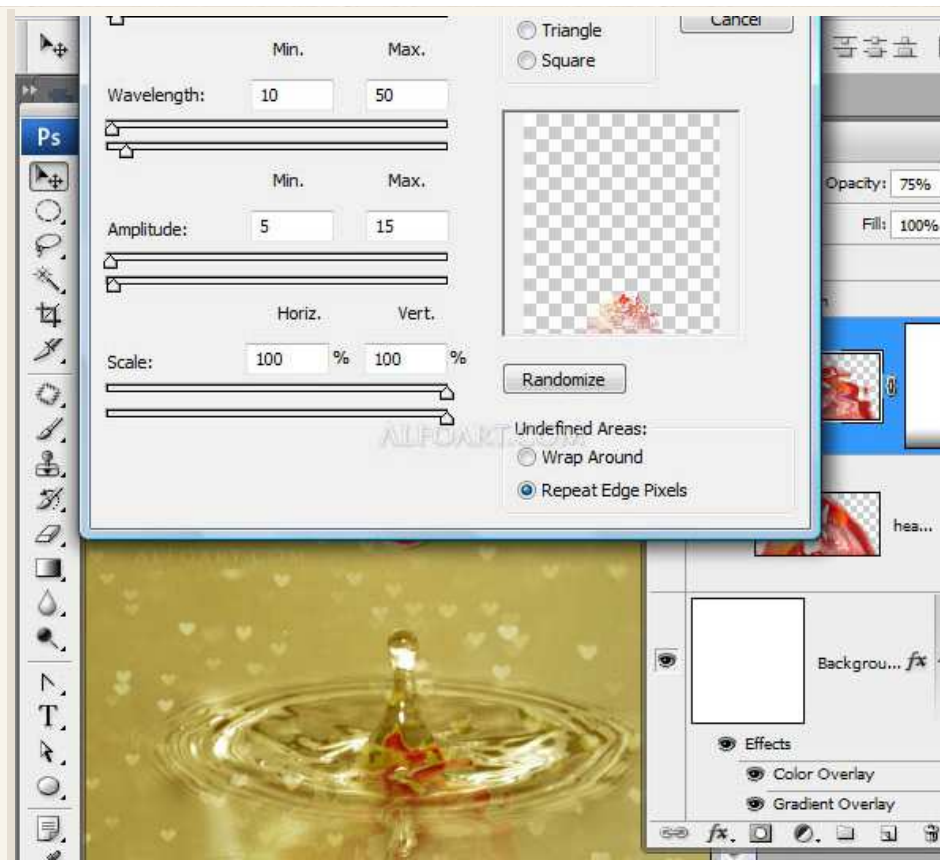 Triangle
Cancel
Square
Min. Max.
Wavelength: 10 50
Min. Max.
Amplitude: 5 15
Horiz. Vert.
Scale: 100 % 100 %
Randomize
ALFOART.COM
Undefined Areas:
Wrap Around
Repeat Edge Pixels
Ps
T
Opacity: 75%
Fill: 100%
hea...
Backgrou... fx
Effects
Color Overlay
Gradient Overlay
fx.